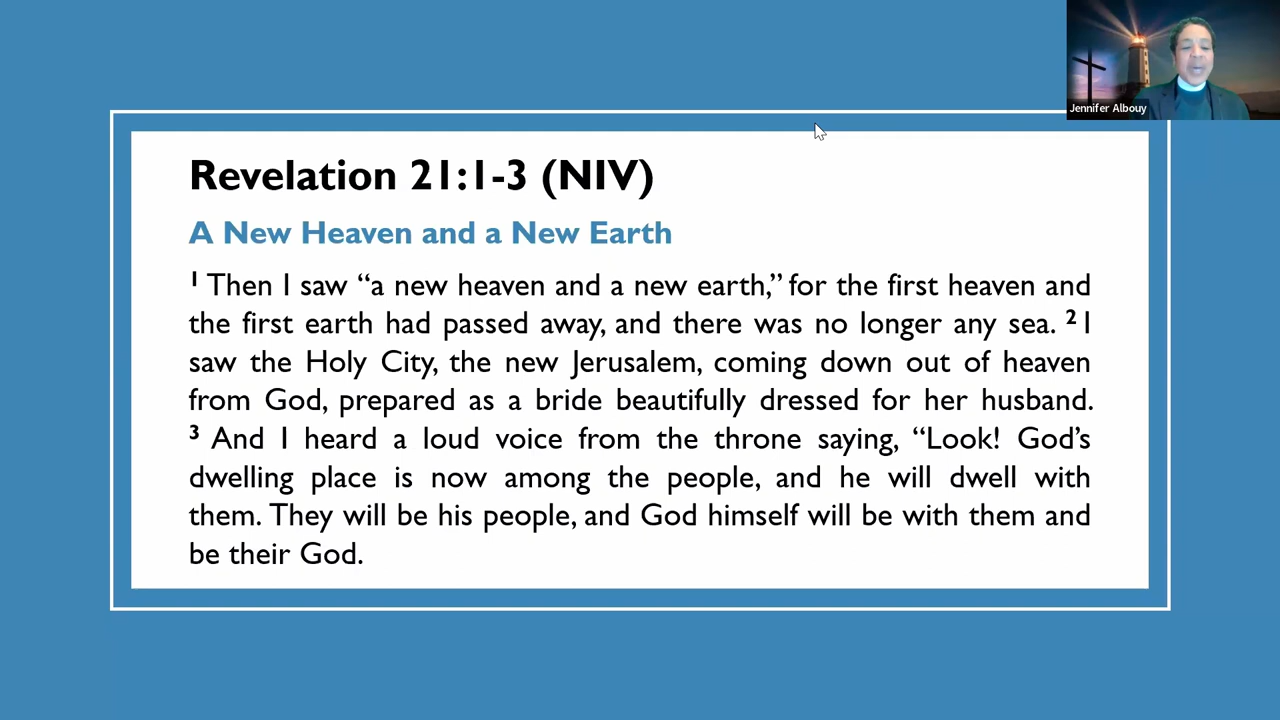 Jennifer Albouy
Revelation 21:1-3 (NIV)
A New Heaven and a New Earth
1 Then I saw “a new heaven and a new earth,” for the first heaven and
the first earth had passed away, and there was no longer any sea. 2 I
saw the Holy City, the new Jerusalem, coming down out of heaven
from God, prepared as a bride beautifully dressed for her husband.
3 And I heard a loud voice from the throne saying, “Look! God’s
dwelling place is now among the people, and he will dwell with
them. They will be his people, and God himself will be with them and
be their God.